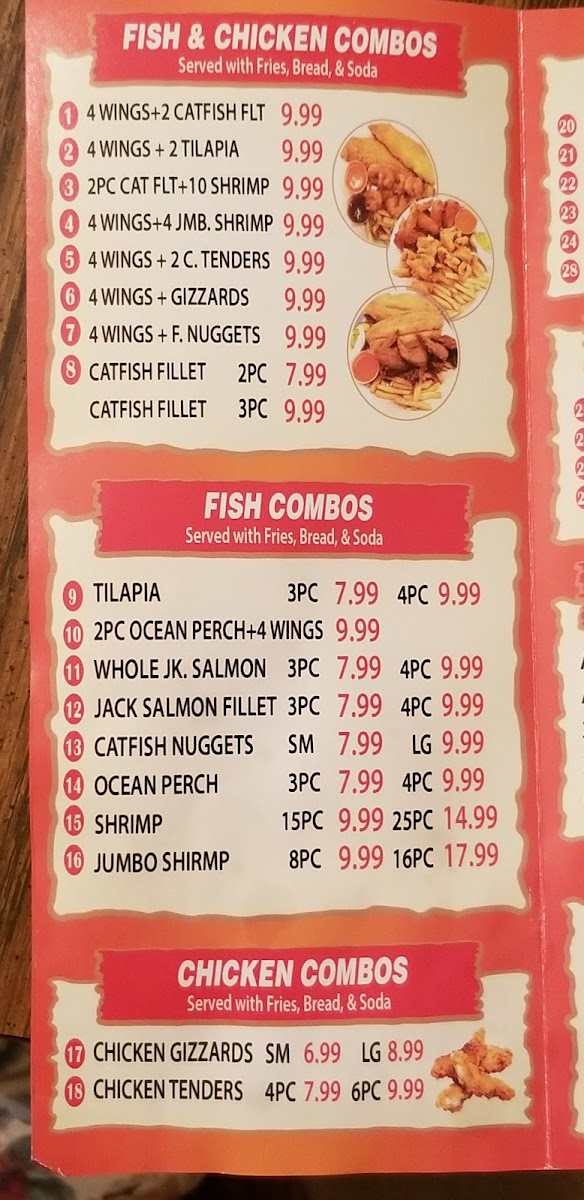 FISH & CHICKEN COMBOS
Served with Fries, Bread, & Soda
1 4 WINGS+2 CATFISH FLT 9.99
2 4 WINGS + 2 TILAPIA 9.99
3 2PC CAT FLT+10 SHRIMP 9.99
4 4 WINGS+4 JMB. SHRIMP 9.99
5 4 WINGS + 2 C. TENDERS 9.99
6 4 WINGS + GIZZARDS 9.99
7 4 WINGS + F. NUGGETS 9.99
8 CATFISH FILLET 2PC 7.99
CATFISH FILLET 3PC 9.99
FISH COMBOS
Served with Fries, Bread, & Soda
9 TILAPIA 3PC 7.99 4PC 9.99
10 2PC OCEAN PERCH+4 WINGS 9.99
11 WHOLE JK. SALMON 3PC 7.99 4PC 9.99
12 JACK SALMON FILLET 3PC 7.99 4PC 9.99
13 CATFISH NUGGETS SM 7.99 LG 9.99
14 OCEAN PERCH 3PC 7.99 4PC 9.99
15 SHRIMP 15PC 9.99 25PC 14.99
16 JUMBO SHIRMP 8PC 9.99 16PC 17.99
CHICKEN COMBOS
Served with Fries, Bread, & Soda
17 CHICKEN GIZZARDS SM 6.99 LG 8.99
18 CHICKEN TENDERS 4PC 7.99 6PC 9.99
20
21
22
23
24
28